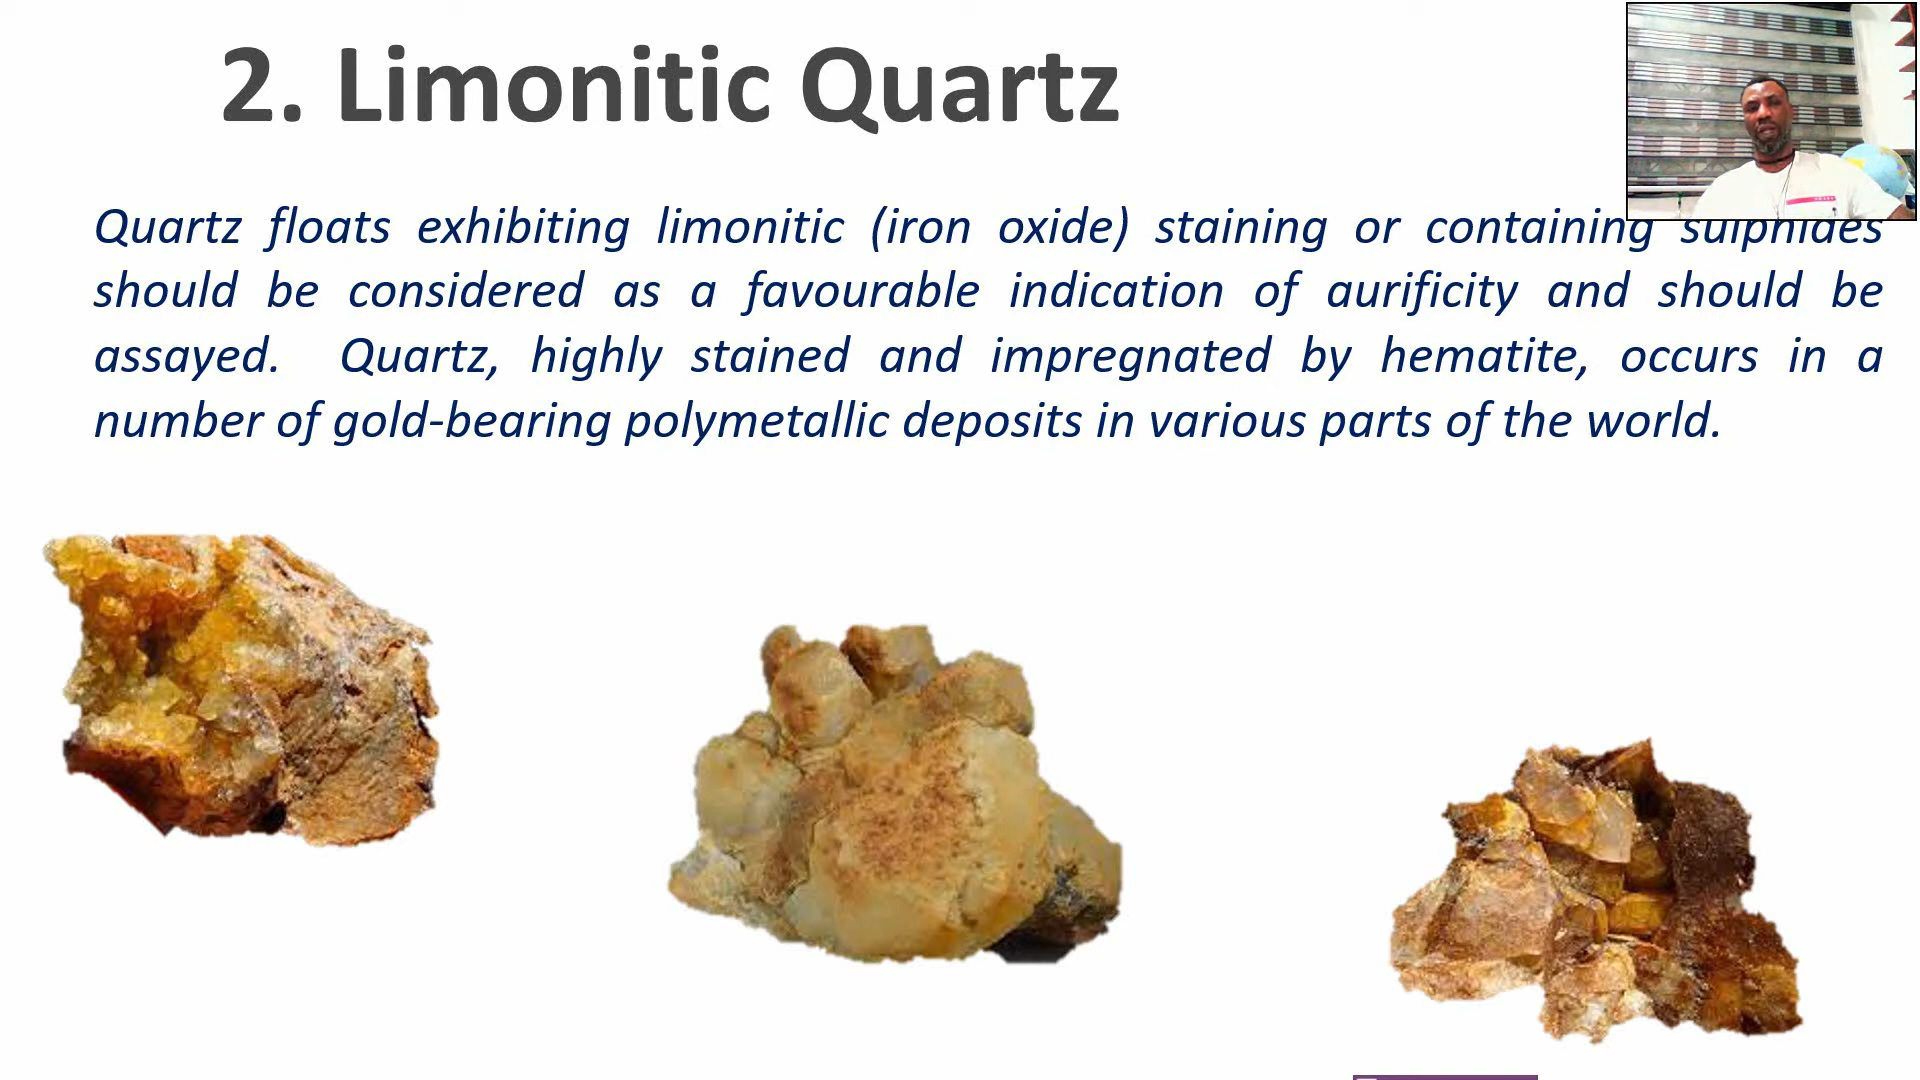 2. Limonitic Quartz
Quartz floats exhibiting limonitic (iron oxide) staining or containing sulphides
should be considered as a favourable indication of aurificity and should be
assayed. Quartz, highly stained and impregnated by hematite, occurs in a
number of gold-bearing polymetallic deposits in various parts of the world.